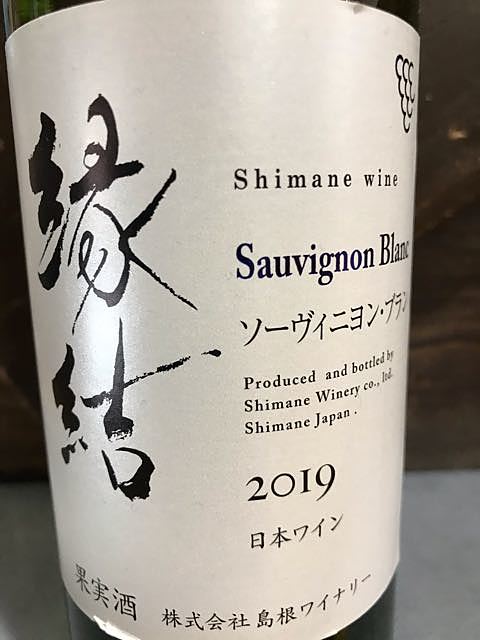 縁結
Shimane wine
Sauvignon Blanc
ソーヴィニヨン・ブラン
Produced and bottled by
Shimane Winery co., ltd.
Shimane Japan .
2019
日本ワイン
果実酒
株式会社 島根ワイナリー